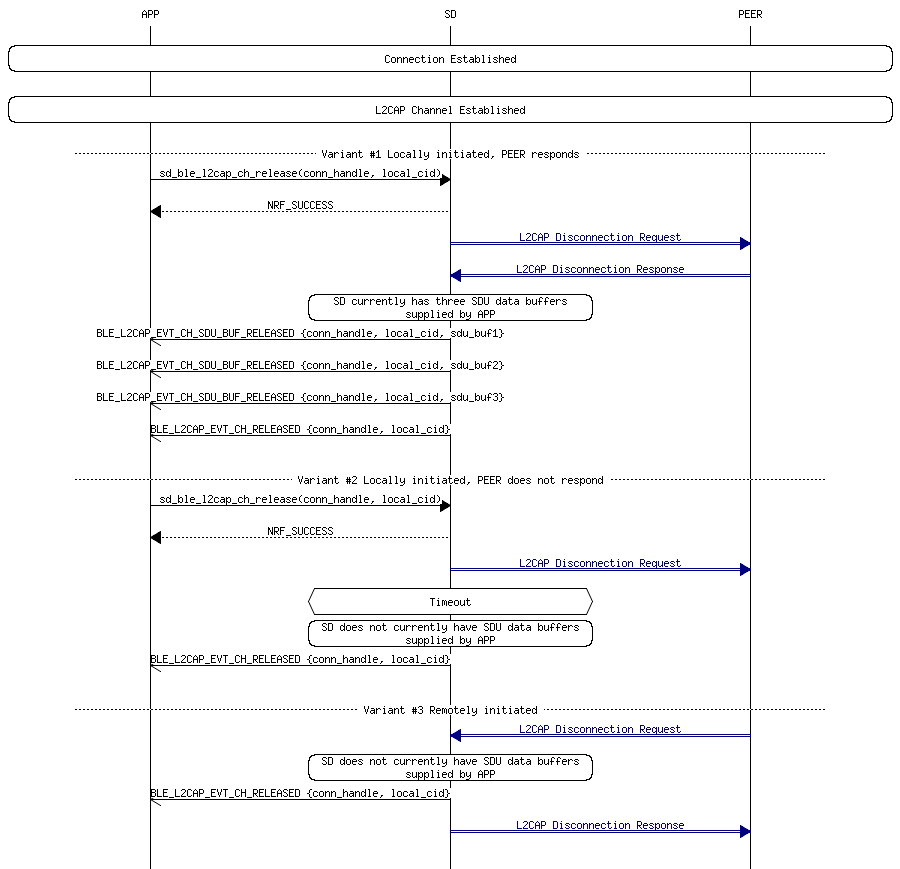 APP SD PEER
Connection Established
L2CAP Channel Established
Variant #1 Locally initiated, PEER responds
sd_ble_l2cap_ch_release(conn_handle, local_cid)
NRF_SUCCESS
L2CAP Disconnection Request
L2CAP Disconnection Response
SD currently has three SDU data buffers
supplied by APP
BLE_L2CAP_EVT_CH_SDU_BUF_RELEASED {conn_handle, local_cid, sdu_buf1}
BLE_L2CAP_EVT_CH_SDU_BUF_RELEASED {conn_handle, local_cid, sdu_buf2}
BLE_L2CAP_EVT_CH_SDU_BUF_RELEASED {conn_handle, local_cid, sdu_buf3}
BLE_L2CAP_EVT_CH_RELEASED {conn_handle, local_cid}
Variant #2 Locally initiated, PEER does not respond
sd_ble_l2cap_ch_release(conn_handle, local_cid)
NRF_SUCCESS
L2CAP Disconnection Request
Timeout
SD does not currently have SDU data buffers
supplied by APP
BLE_L2CAP_EVT_CH_RELEASED {conn_handle, local_cid}
Variant #3 Remotely initiated
L2CAP Disconnection Request
SD does not currently have SDU data buffers
supplied by APP
BLE_L2CAP_EVT_CH_RELEASED {conn_handle, local_cid}
L2CAP Disconnection Response